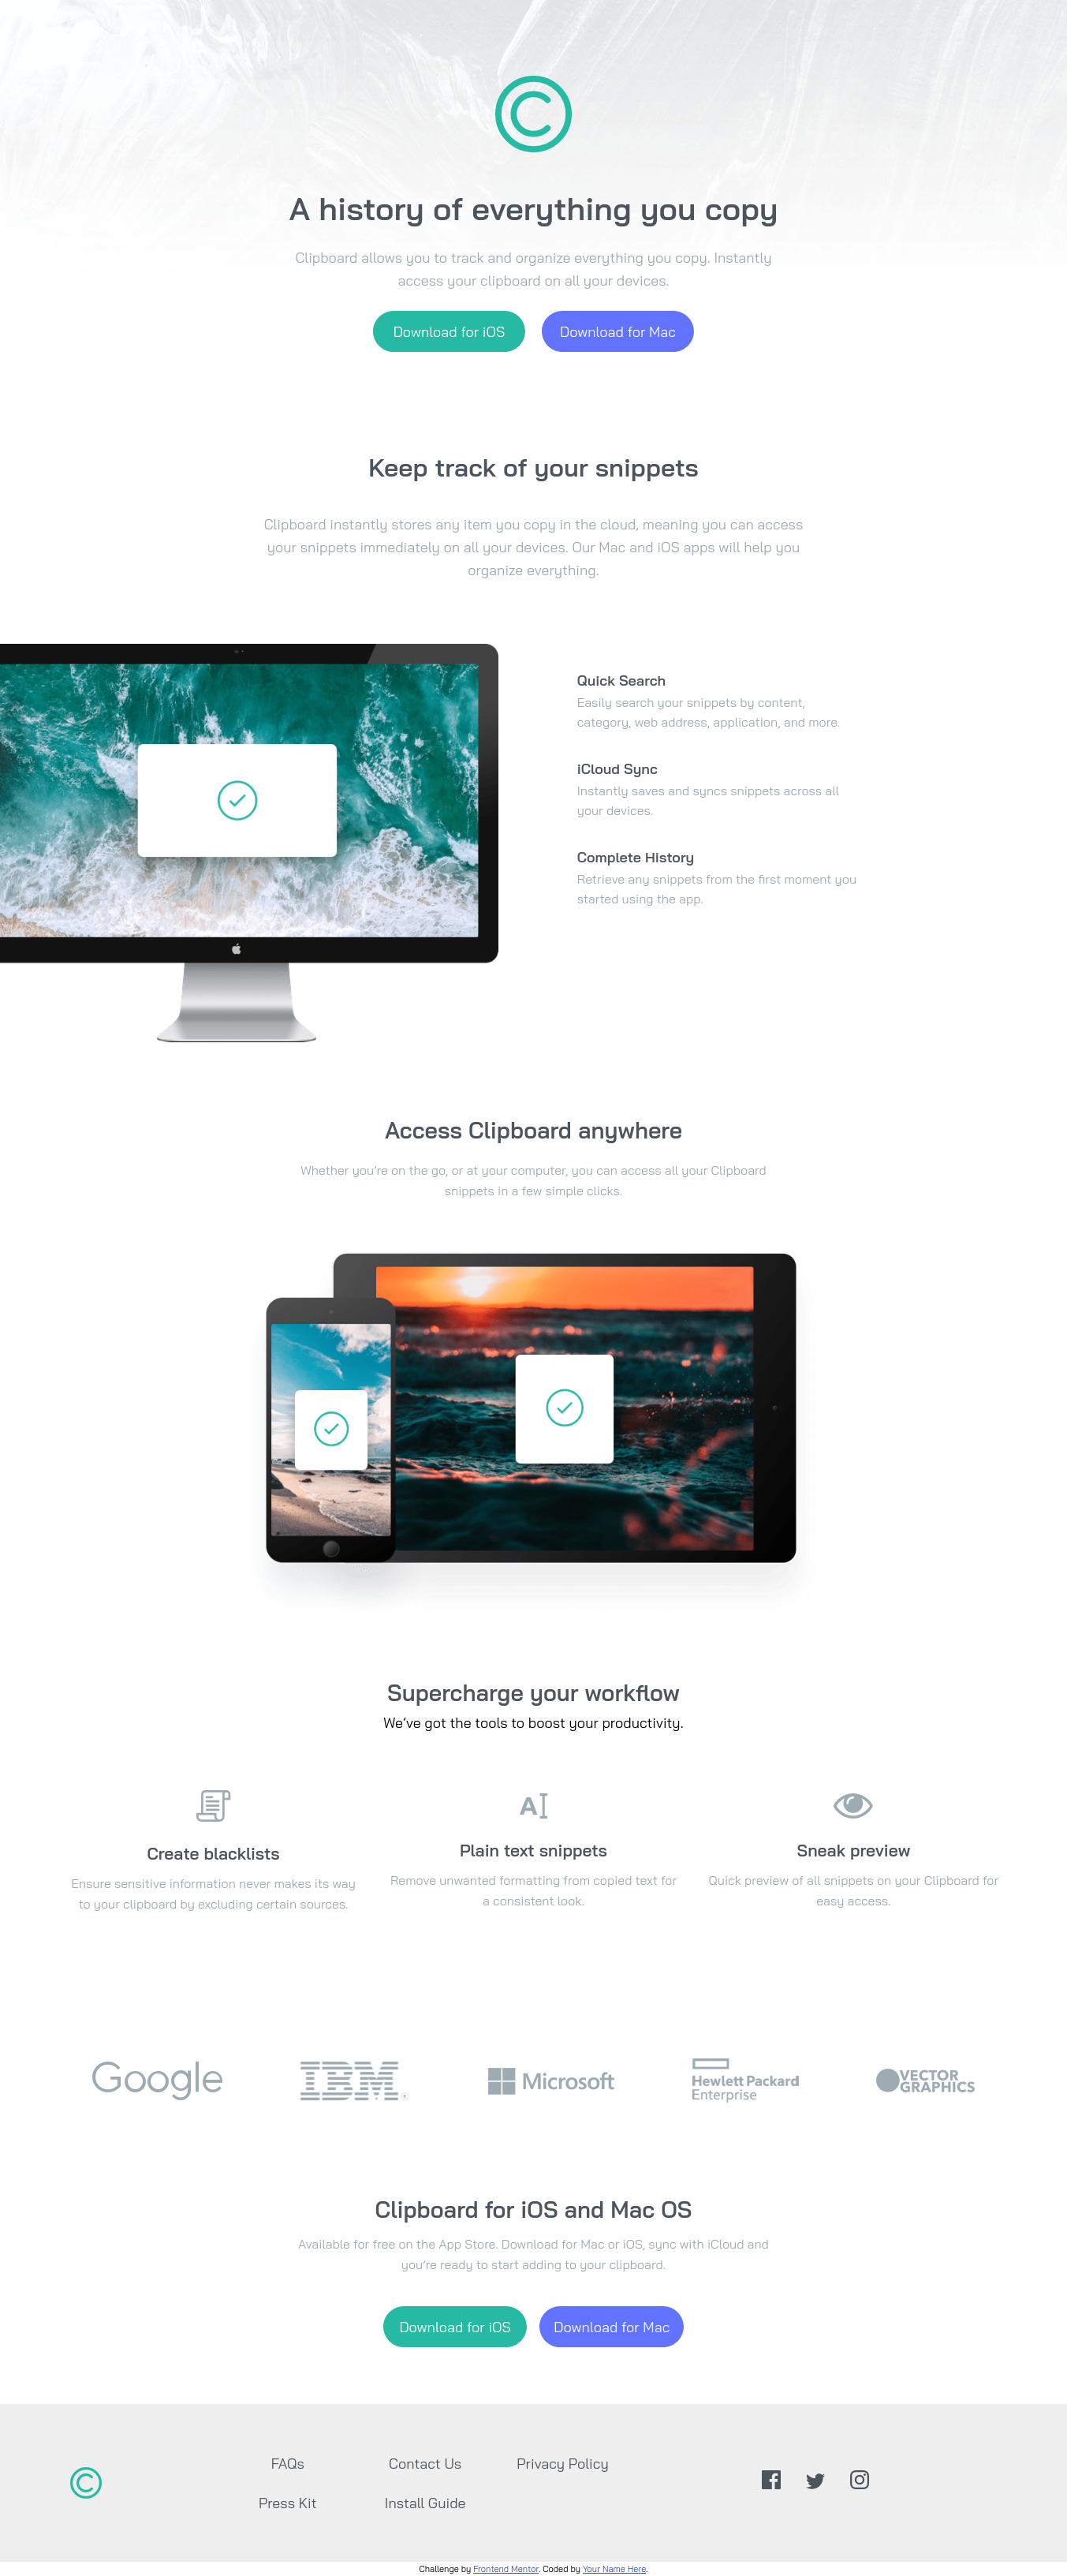 A history of everything you copy
Clipboard allows you to track and organize everything you copy. Instantly
access your clipboard on all your devices.
Download for iOS
Download for Mac
Keep track of your snippets
Clipboard instantly stores any item you copy in the cloud, meaning you can access
your snippets immediately on all your devices. Our Mac and iOS apps will help you
organize everything.
Quick Search
Easily search your snippets by content,
category, web address, application, and more.
iCloud Sync
Instantly saves and syncs snippets across all
your devices.
Complete History
Retrieve any snippets from the first moment you
started using the app.
Access Clipboard anywhere
Whether you’re on the go, or at your computer, you can access all your Clipboard
snippets in a few simple clicks.
Supercharge your workflow
We’ve got the tools to boost your productivity.
Create blacklists
Ensure sensitive information never makes its way
to your clipboard by excluding certain sources.
Plain text snippets
Remove unwanted formatting from copied text for
a consistent look.
Sneak preview
Quick preview of all snippets on your Clipboard for
easy access.
Google
IBM
Microsoft
Hewlett Packard
Enterprise
VECTOR
GRAPHICS
Clipboard for iOS and Mac OS
Available for free on the App Store. Download for Mac or iOS, sync with iCloud and
you’re ready to start adding to your clipboard.
Download for iOS
Download for Mac
FAQs
Contact Us
Privacy Policy
Press Kit
Install Guide
Challenge by Frontend Mentor. Coded by Your Name Here.